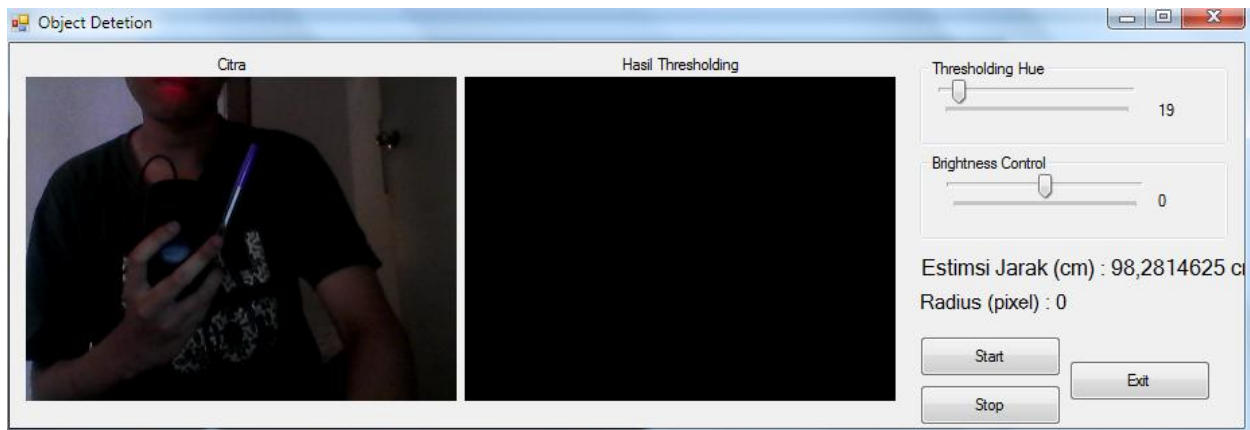 Object Detetion
Citra
Hasil Thresholding
Thresholding Hue
19
Brightness Control
0
Estimsi Jarak (cm) : 98,2814625 c
Radius (pixel) : 0
Start
Exit
Stop